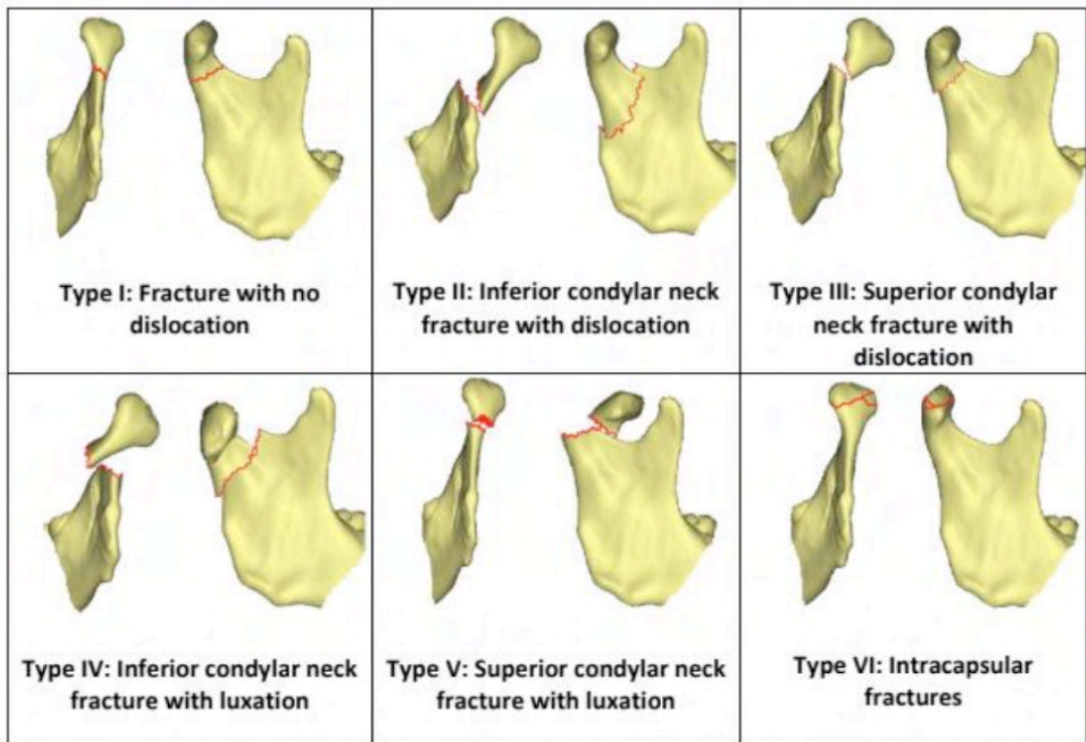 Type I: Fracture with no
dislocation
Type II: Inferior condylar neck
fracture with dislocation
Type III: Superior condylar
neck fracture with
dislocation
Type IV: Inferior condylar neck
fracture with luxation
Type V: Superior condylar neck
fracture with luxation
Type VI: Intracapsular
fractures